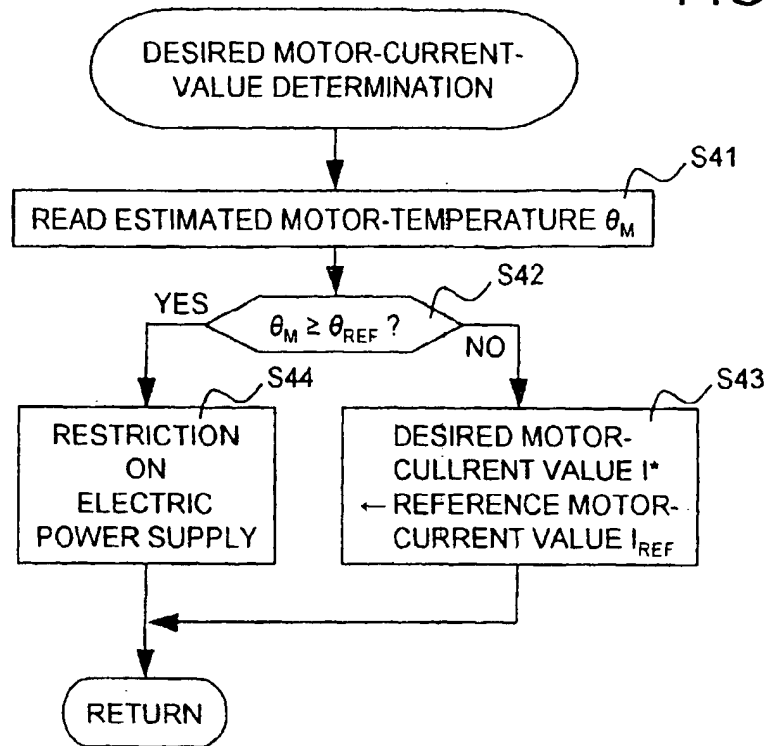 DESIRED MOTOR-CURRENT-
VALUE DETERMINATION
S41
READ ESTIMATED MOTOR-TEMPERATURE θM
S42
YES
θM ≥ θREF ?
NO
S44
RESTRICTION
ON
ELECTRIC
POWER SUPPLY
S43
DESIRED MOTOR-
CULLRENT VALUE I*
← REFERENCE MOTOR-
CURRENT VALUE IREF
RETURN